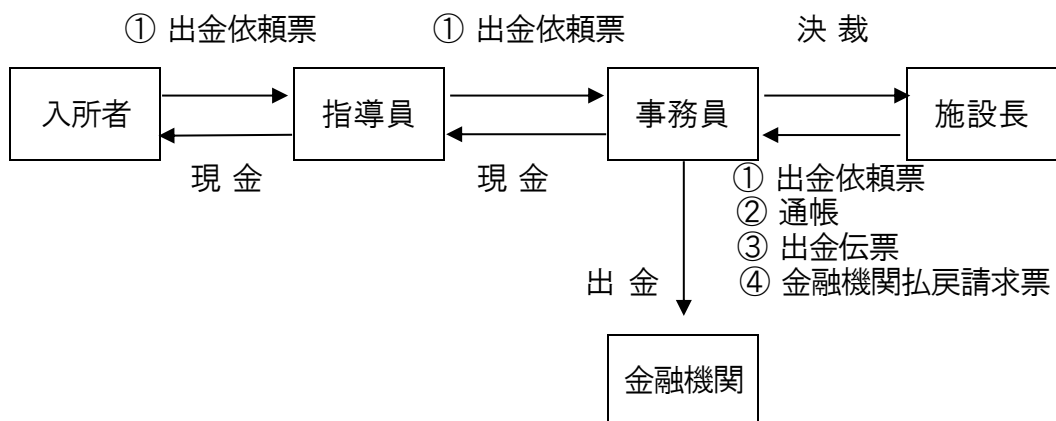 ① 出金依頼票
① 出金依頼票
決 裁
入所者
指導員
事務員
施設長
現 金
現 金
① 出金依頼票
② 通帳
③ 出金伝票
④ 金融機関払戻請求票
出 金
金融機関